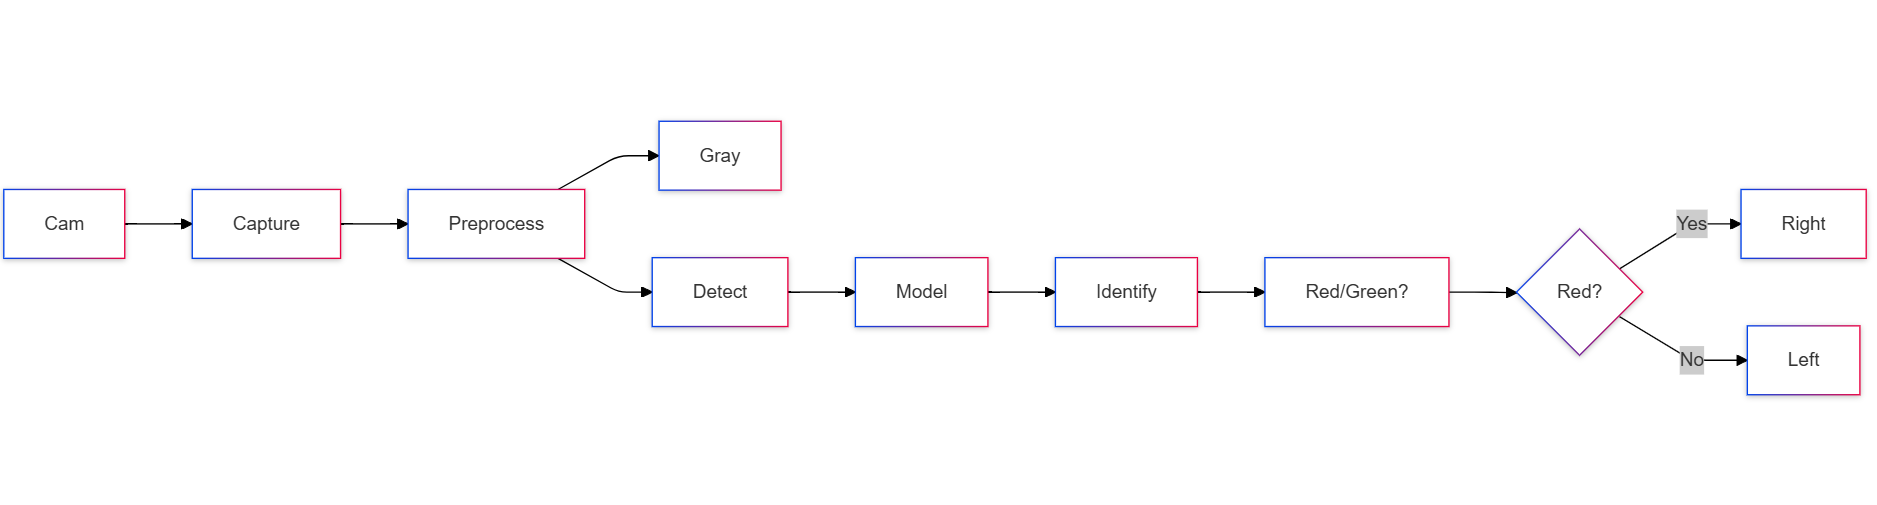 Cam
Capture
Preprocess
Gray
Detect
Model
Identify
Red/Green?
Red?
Yes
Right
No
Left